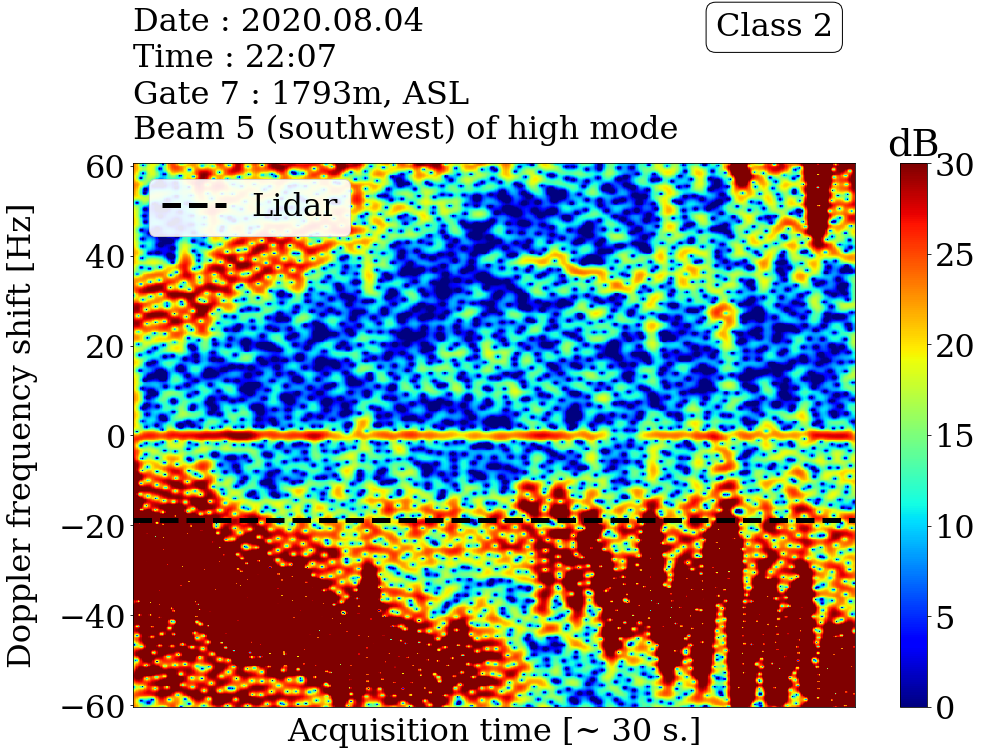 Date : 2020.08.04
Time : 22:07
Gate 7 : 1793m, ASL
Beam 5 (southwest) of high mode
Class 2
dB
Lidar
Doppler frequency shift [Hz]
60
40
20
0
−20
−40
−60
Acquisition time [~ 30 s.]
30
25
20
15
10
5
0